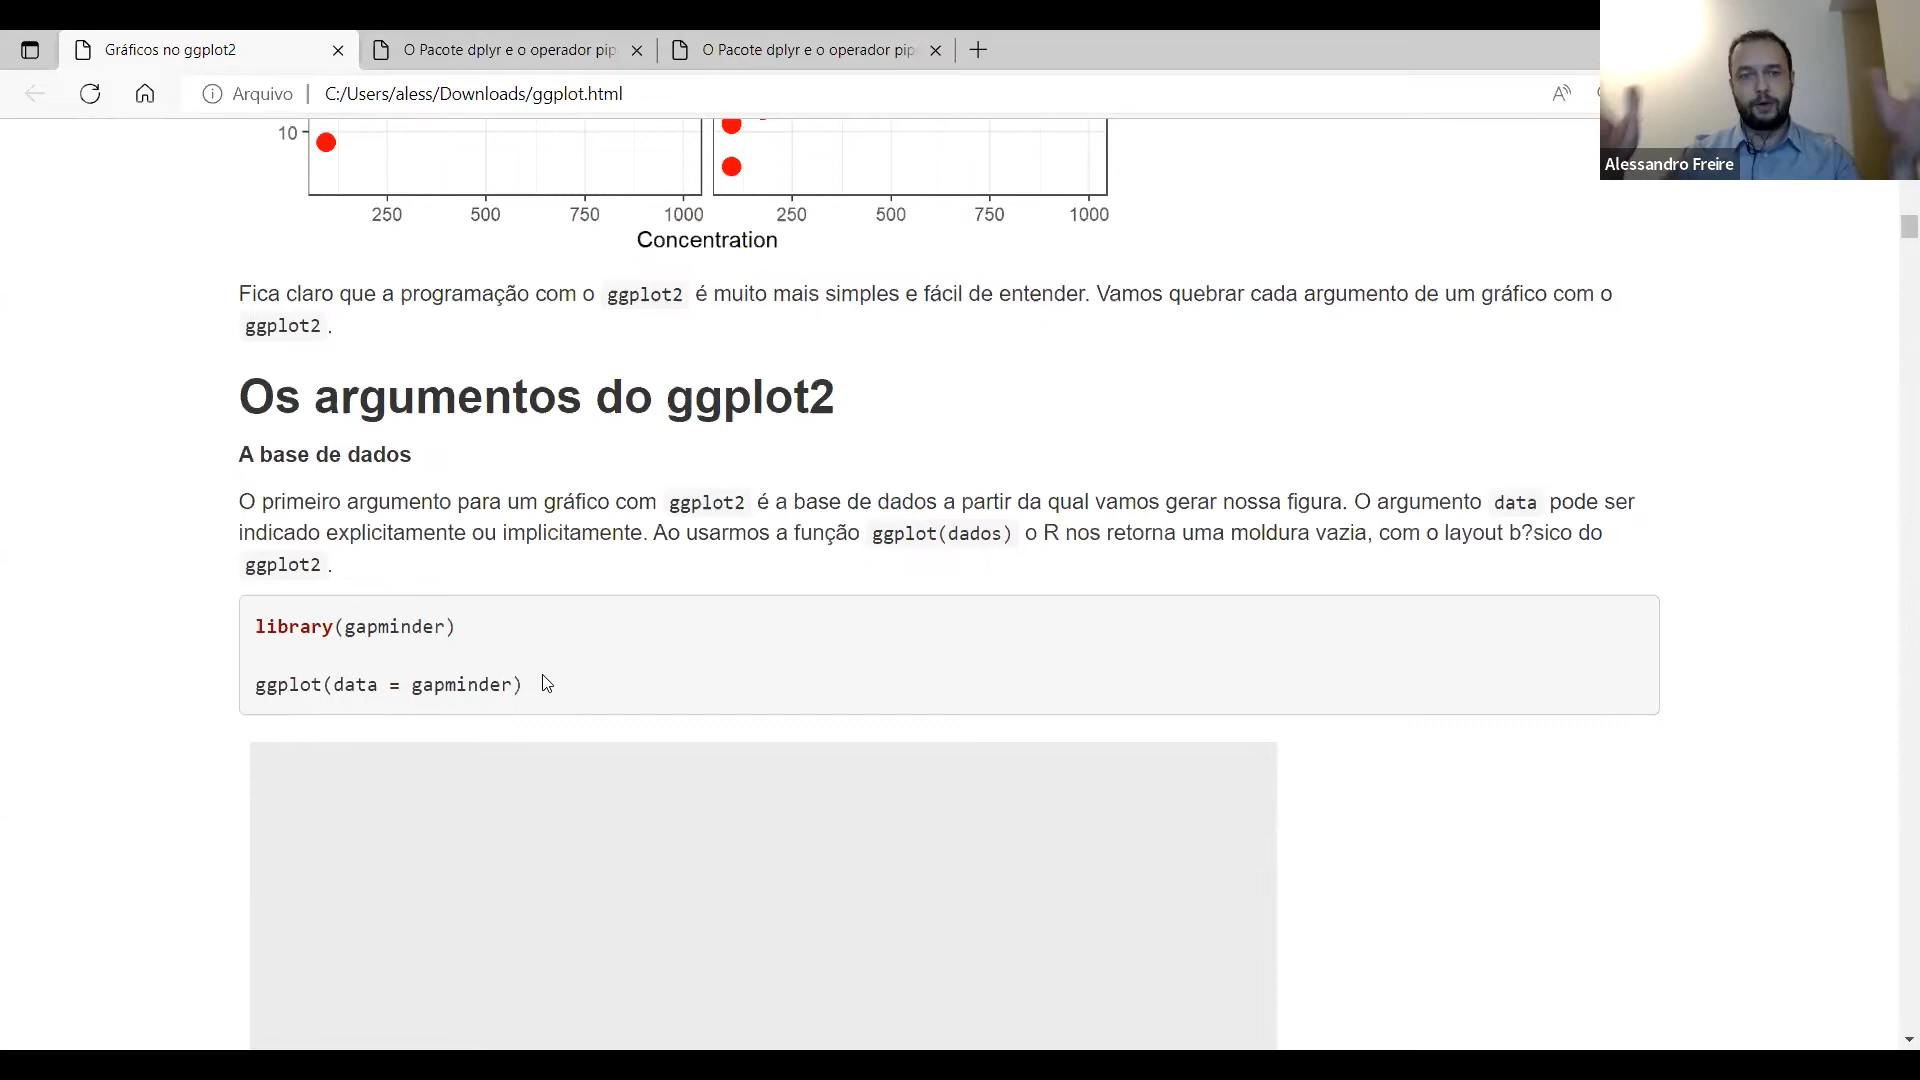 Gráficos no ggplot2
O Pacote dplyr e o operador pip
O Pacote dplyr e o operador pip
Arquivo
C:/Users/aless/Downloads/ggplot.html
Alessandro Freire
10
250 500 750 1000 250 500 750 1000
Concentration
Fica claro que a programação com o ggplot2 é muito mais simples e fácil de entender. Vamos quebrar cada argumento de um gráfico com o
ggplot2 .
Os argumentos do ggplot2
A base de dados
O primeiro argumento para um gráfico com ggplot2 é a base de dados a partir da qual vamos gerar nossa figura. O argumento data pode ser
indicado explicitamente ou implicitamente. Ao usarmos a função ggplot(dados) o R nos retorna uma moldura vazia, com o layout b?sico do
ggplot2 .
library(gapminder)
ggplot(data = gapminder)